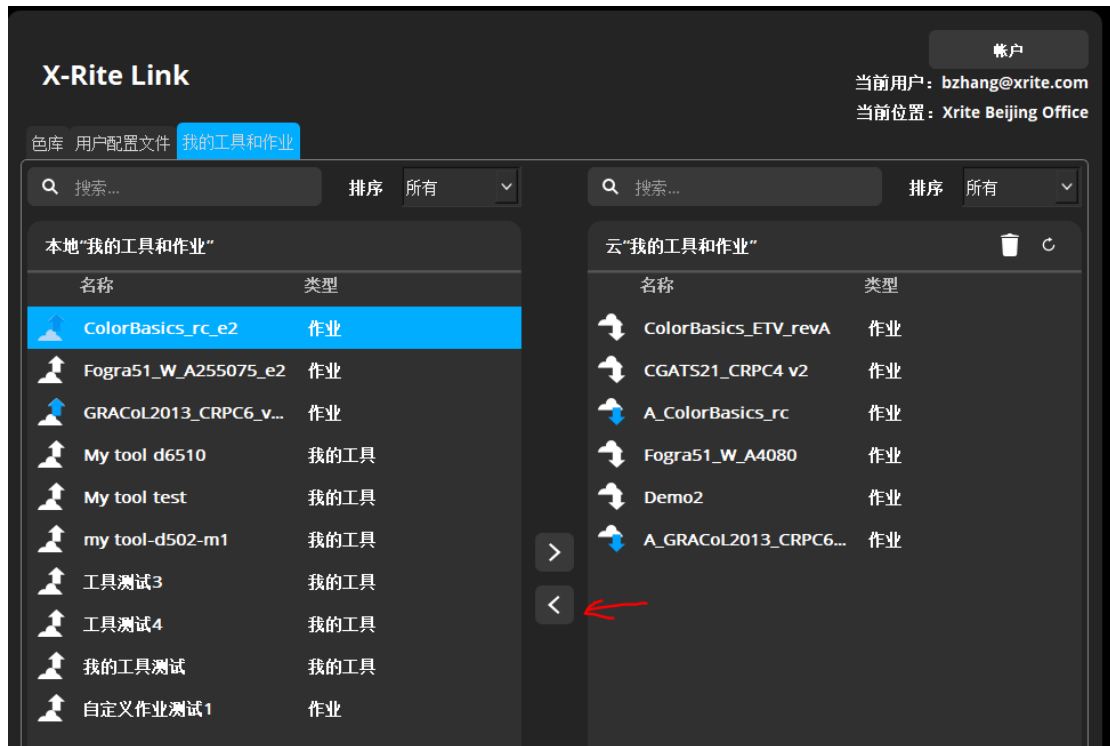 帐户
X-Rite Link
当前用户：bzhang@xrite.com
当前位置：Xrite Beijing Office
色库 用户配置文件 我的工具和作业
搜索... 排序 所有 搜索... 排序 所有
本地“我的工具和作业” 云“我的工具和作业”
名称 类型 名称 类型
ColorBasics_rc_e2 作业 ColorBasics_ETV_revA 作业
Fogra51_W_A255075_e2 作业 CGATS21_CRPC4 v2 作业
GRACoL2013_CRPC6_v... 作业 A_ColorBasics_rc 作业
My tool d6510 我的工具 Fogra51_W_A4080 作业
My tool test 我的工具 Demo2 作业
my tool-d502-m1 我的工具 A_GRACoL2013_CRPC6... 作业
工具测试3 我的工具
工具测试4 我的工具
我的工具测试 我的工具
自定义作业测试1 作业